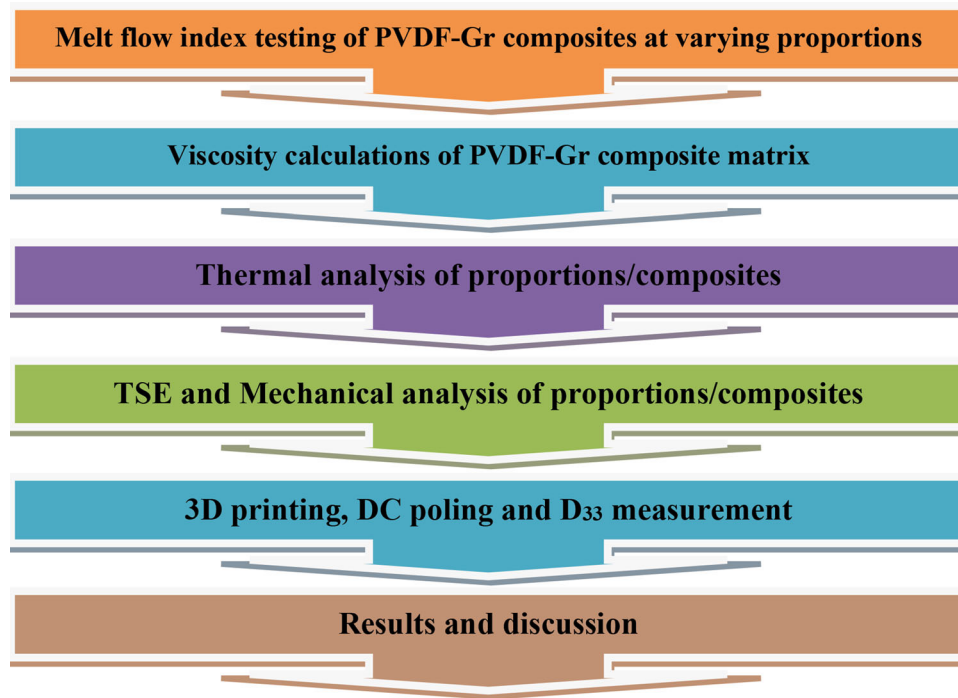 Melt flow index testing of PVDF-Gr composites at varying proportions
Viscosity calculations of PVDF-Gr composite matrix
Thermal analysis of proportions/composites
TSE and Mechanical analysis of proportions/composites
3D printing, DC poling and D₃₃ measurement
Results and discussion